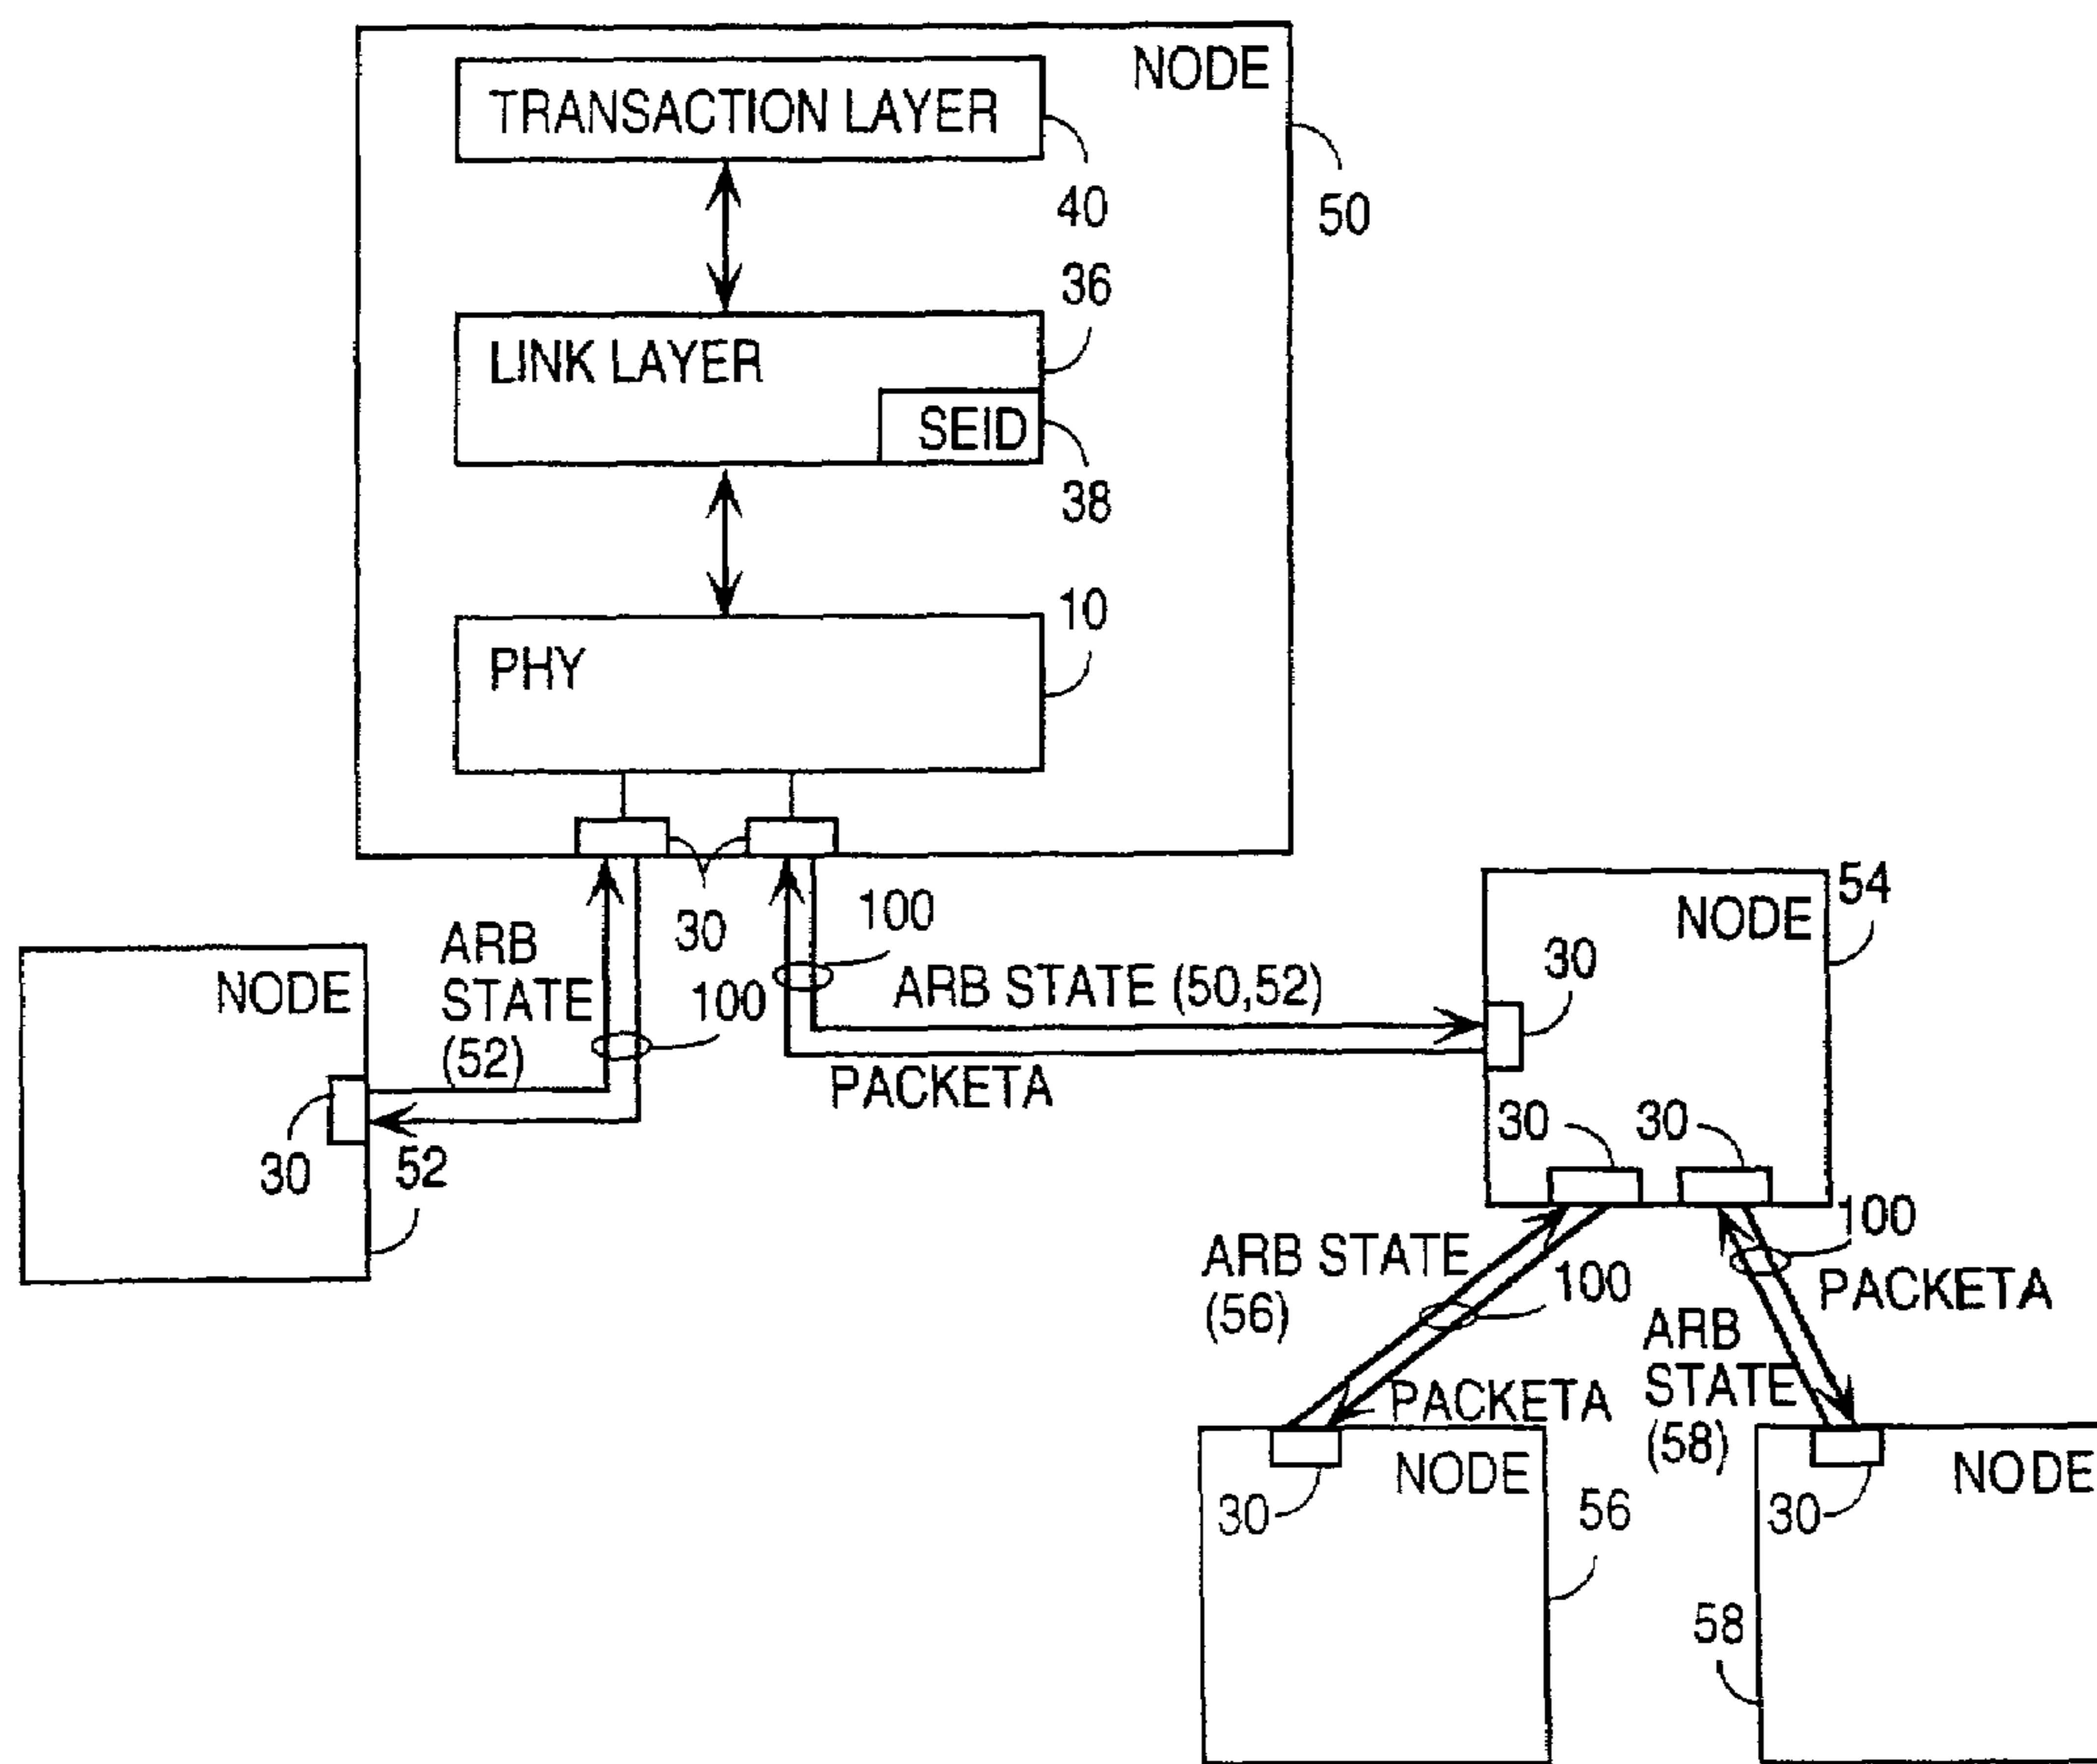 NODE
TRANSACTION LAYER
40
50
36
LINK LAYER
SEID
38
10
PHY
30
100
ARB STATE (50,52)
PACKETA
ARB
STATE
(52)
100
NODE
30
52
54
NODE
30
30
30
100
ARB STATE
(56)
100
PACKETA
PACKETA
ARB
STATE
(58)
NODE
30
56
NODE
30
58